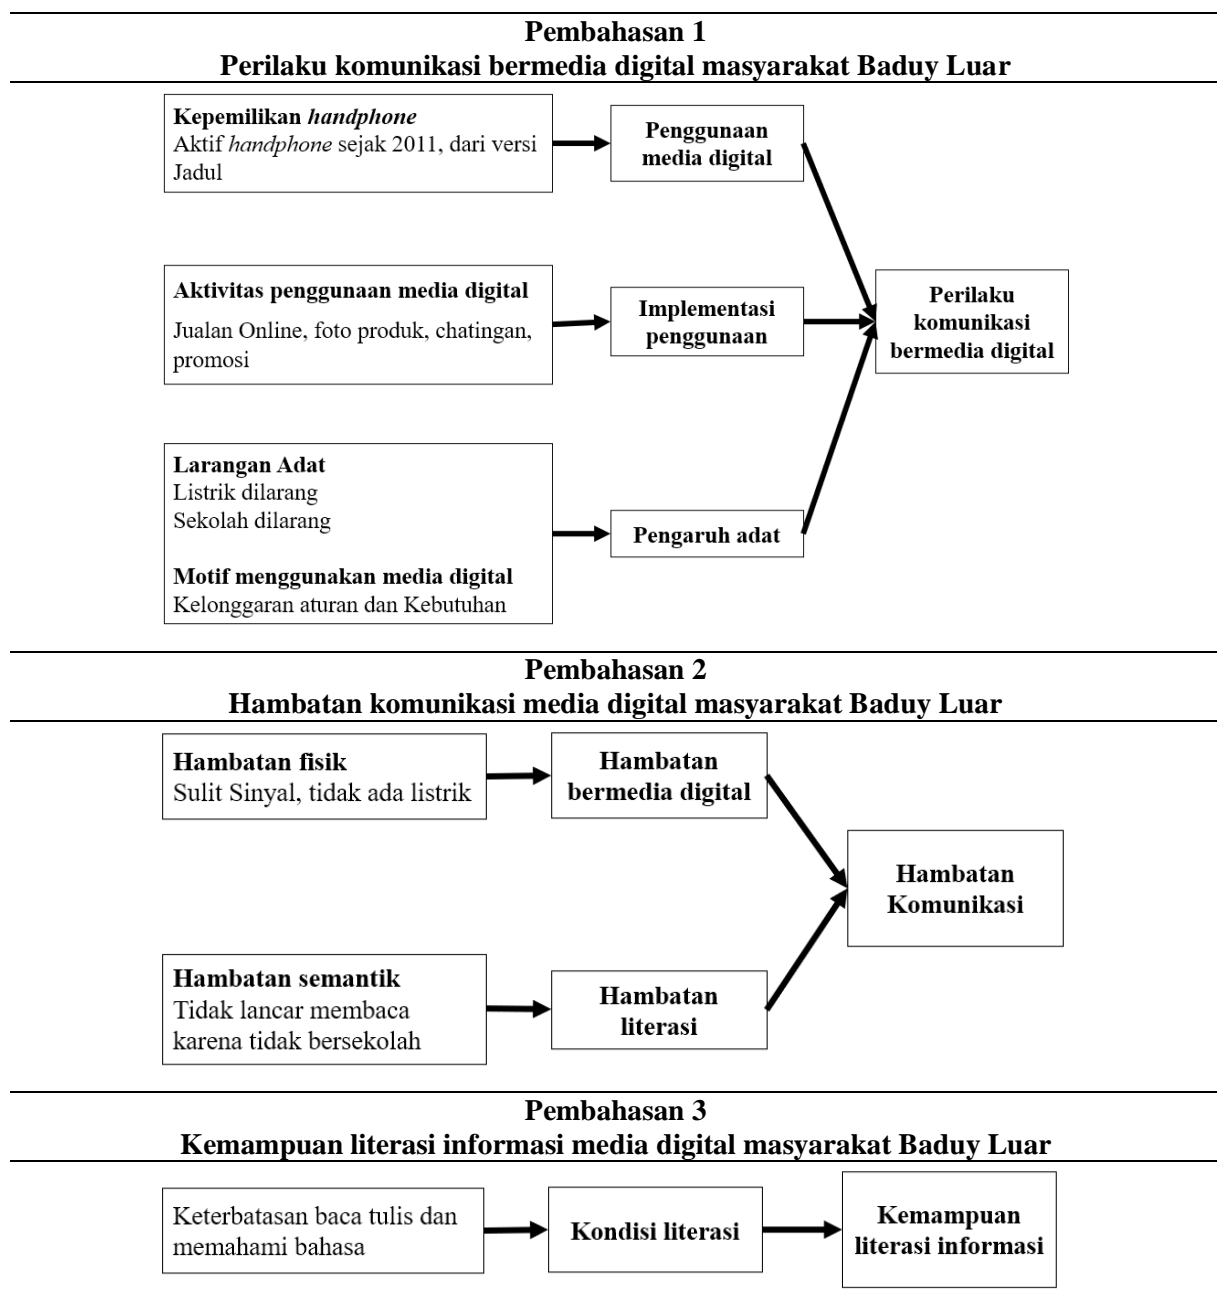 Pembahasan 1
Perilaku komunikasi bermedia digital masyarakat Baduy Luar
Kepemilikan handphone
Aktif handphone sejak 2011, dari versi
Jadul
Penggunaan
media digital
Aktivitas penggunaan media digital
Jualan Online, foto produk, chatingan,
promosi
Implementasi
penggunaan
Perilaku
komunikasi
bermedia digital
Larangan Adat
Listrik dilarang
Sekolah dilarang
Motif menggunakan media digital
Kelonggaran aturan dan Kebutuhan
Pengaruh adat
Pembahasan 2
Hambatan komunikasi media digital masyarakat Baduy Luar
Hambatan fisik
Sulit Sinyal, tidak ada listrik
Hambatan
bermedia digital
Hambatan
Komunikasi
Hambatan semantik
Tidak lancar membaca
karena tidak bersekolah
Hambatan
literasi
Pembahasan 3
Kemampuan literasi informasi media digital masyarakat Baduy Luar
Keterbatasan baca tulis dan
memahami bahasa
Kondisi literasi
Kemampuan
literasi informasi